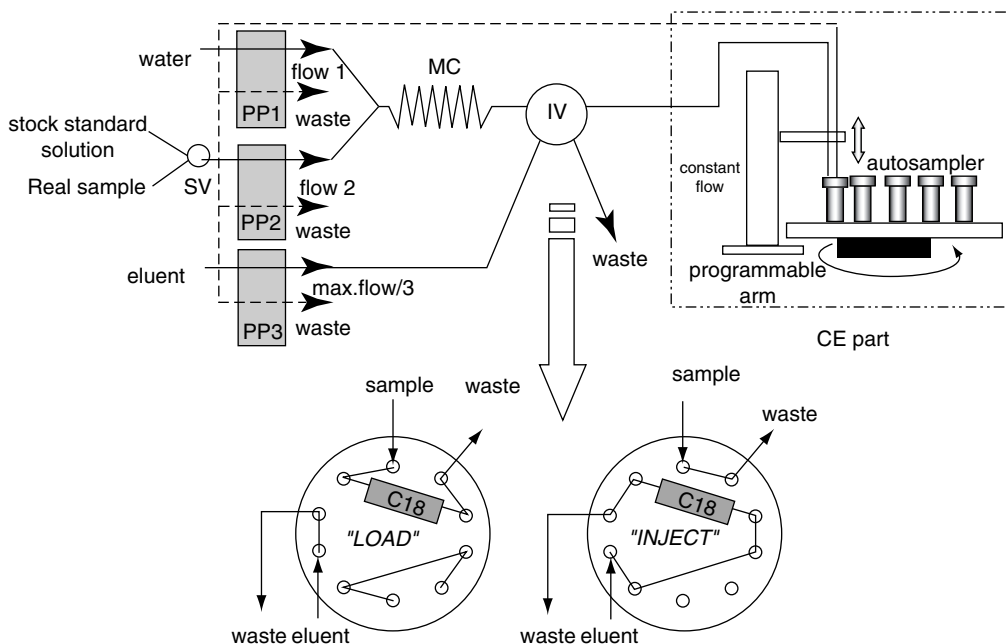 water
flow 1
PP1
waste
MC
IV
stock standard
solution
Real sample
SV
flow 2
PP2
waste
eluent
max.flow/3
PP3
waste
waste
constant
flow
autosampler
programmable
arm
CE part
sample
waste
C18
"LOAD"
waste eluent
sample
waste
C18
"INJECT"
waste eluent